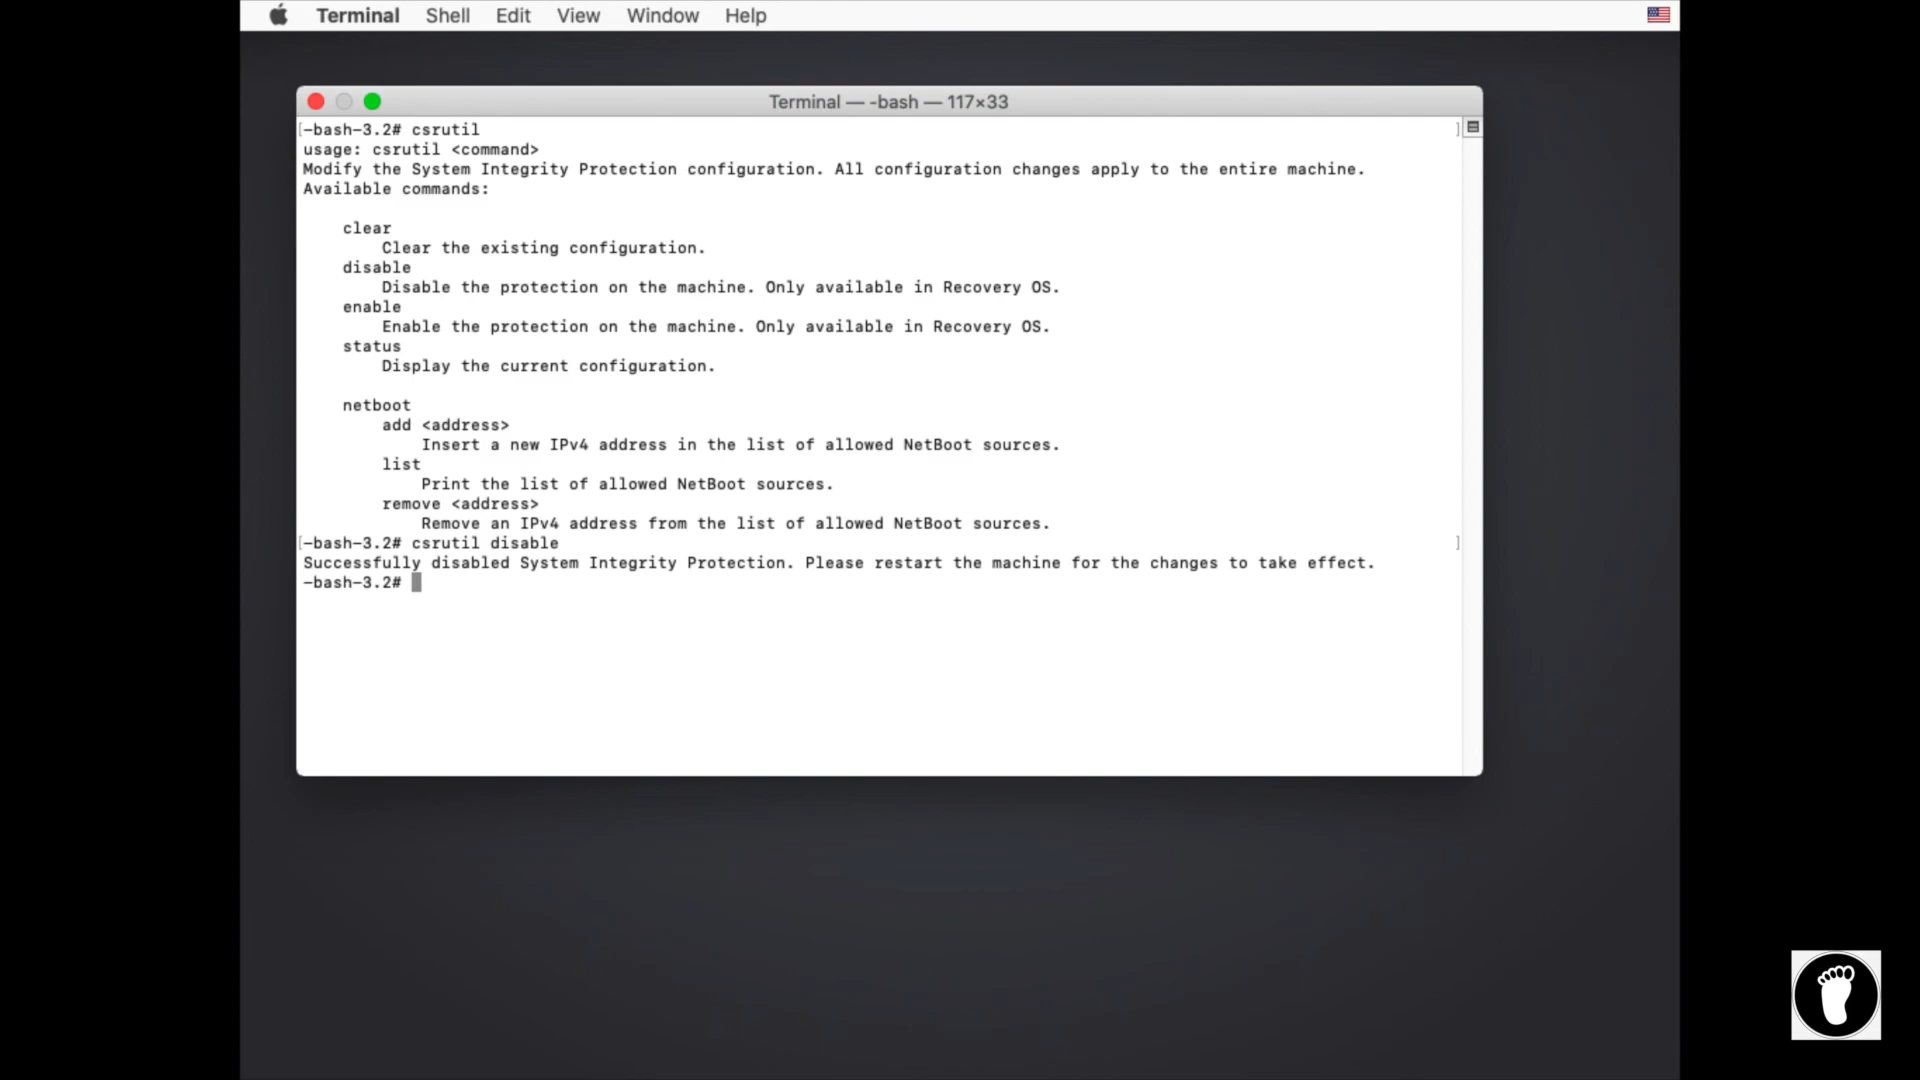 Terminal Shell Edit View Window Help
Terminal — -bash — 117×33
[-bash-3.2# csrutil ]
usage: csrutil <command>
Modify the System Integrity Protection configuration. All configuration changes apply to the entire machine.
Available commands:
clear
Clear the existing configuration.
disable
Disable the protection on the machine. Only available in Recovery OS.
enable
Enable the protection on the machine. Only available in Recovery OS.
status
Display the current configuration.
netboot
add <address>
Insert a new IPv4 address in the list of allowed NetBoot sources.
list
Print the list of allowed NetBoot sources.
remove <address>
Remove an IPv4 address from the list of allowed NetBoot sources.
[-bash-3.2# csrutil disable ]
Successfully disabled System Integrity Protection. Please restart the machine for the changes to take effect.
-bash-3.2#